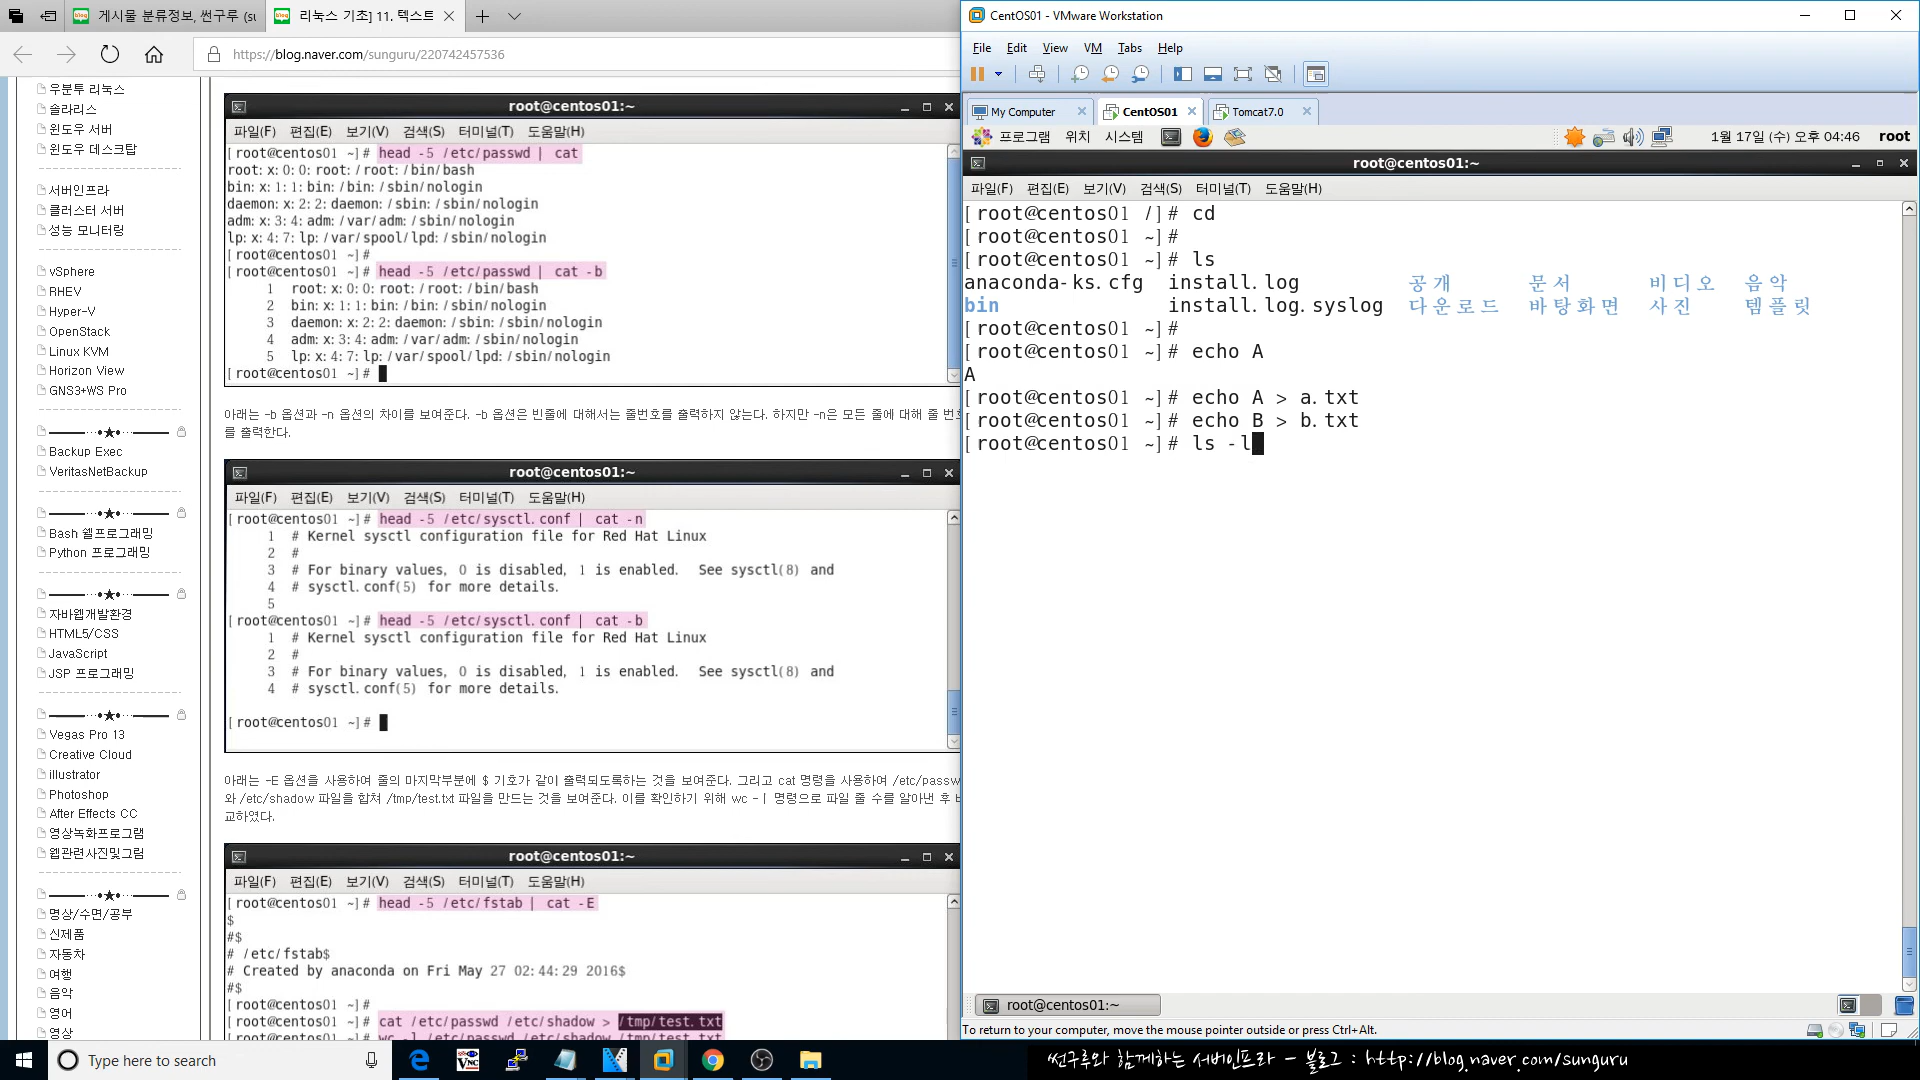 게시물 분류정보, 썬구루 (su
리눅스 기초] 11. 텍스트
https://blog.naver.com/sunguru/220742457536
우분투 리눅스
솔라리스
윈도우 서버
윈도우 데스크탑
서버인프라
클러스터 서버
성능 모니터링
vSphere
RHEV
Hyper-V
OpenStack
Linux KVM
Horizon View
GNS3+WS Pro
Backup Exec
VeritasNetBackup
Bash 쉘프로그래밍
Python 프로그래밍
자바웹개발환경
HTML5/CSS
JavaScript
JSP 프로그래밍
Vegas Pro 13
Creative Cloud
illustrator
Photoshop
After Effects CC
영상녹화프로그램
웹관련사진및그림
명상/수면/공부
신제품
자동차
여행
음악
영어
영상
root@centos01:~
파일(F) 편집(E) 보기(V) 검색(S) 터미널(T) 도움말(H)
[root@centos01 ~]# head -5 /etc/passwd | cat
root:x:0:0:root:/root:/bin/bash
bin:x:1:1:bin:/bin:/sbin/nologin
daemon:x:2:2:daemon:/sbin:/sbin/nologin
adm:x:3:4:adm:/var/adm:/sbin/nologin
lp:x:4:7:lp:/var/spool/lpd:/sbin/nologin
[root@centos01 ~]#
[root@centos01 ~]# head -5 /etc/passwd | cat -b
1 root:x:0:0:root:/root:/bin/bash
2 bin:x:1:1:bin:/bin:/sbin/nologin
3 daemon:x:2:2:daemon:/sbin:/sbin/nologin
4 adm:x:3:4:adm:/var/adm:/sbin/nologin
5 lp:x:4:7:lp:/var/spool/lpd:/sbin/nologin
[root@centos01 ~]#
아래는 -b 옵션과 -n 옵션의 차이를 보여준다. -b 옵션은 빈줄에 대해서는 줄번호를 출력하지 않는다. 하지만 -n은 모든 줄에 대해 줄 번호
를 출력한다.
root@centos01:~
파일(F) 편집(E) 보기(V) 검색(S) 터미널(T) 도움말(H)
[root@centos01 ~]# head -5 /etc/sysctl.conf | cat -n
1 # Kernel sysctl configuration file for Red Hat Linux
2 #
3 # For binary values, 0 is disabled, 1 is enabled. See sysctl(8) and
4 # sysctl.conf(5) for more details.
5
[root@centos01 ~]# head -5 /etc/sysctl.conf | cat -b
1 # Kernel sysctl configuration file for Red Hat Linux
2 #
3 # For binary values, 0 is disabled, 1 is enabled. See sysctl(8) and
4 # sysctl.conf(5) for more details.
[root@centos01 ~]#
아래는 -E 옵션을 사용하여 줄의 마지막부분에 $ 기호가 같이 출력되도록하는 것을 보여준다. 그리고 cat 명령을 사용하여 /etc/passw
와 /etc/shadow 파일을 합쳐 /tmp/test.txt 파일을 만드는 것을 보여준다. 이를 확인하기 위해 wc -l 명령으로 파일 줄 수를 알아낸 후 비
교하였다.
root@centos01:~
파일(F) 편집(E) 보기(V) 검색(S) 터미널(T) 도움말(H)
[root@centos01 ~]# head -5 /etc/fstab | cat -E
$
#$
# /etc/fstab$
# Created by anaconda on Fri May 27 02:44:29 2016$
#$
[root@centos01 ~]#
[root@centos01 ~]# cat /etc/passwd /etc/shadow > /tmp/test.txt
[root@centos01 ~]# wc -l /etc/passwd /etc/shadow /tmp/test.txt
CentOS01 - VMware Workstation
File Edit View VM Tabs Help
My Computer CentOS01 Tomcat7.0
프로그램 위치 시스템 1월 17일 (수) 오후 04:46 root
root@centos01:~
파일(F) 편집(E) 보기(V) 검색(S) 터미널(T) 도움말(H)
[root@centos01 /]# cd
[root@centos01 ~]#
[root@centos01 ~]# ls
anaconda-ks.cfg install.log 공개 문서 비디오 음악
bin install.log.syslog 다운로드 바탕화면 사진 템플릿
[root@centos01 ~]#
[root@centos01 ~]# echo A
A
[root@centos01 ~]# echo A > a.txt
[root@centos01 ~]# echo B > b.txt
[root@centos01 ~]# ls -l
root@centos01:~
To return to your computer, move the mouse pointer outside or press Ctrl+Alt.
Type here to search
썬구루와 함께하는 서버인프라 - 블로그 : http://blog.naver.com/sunguru